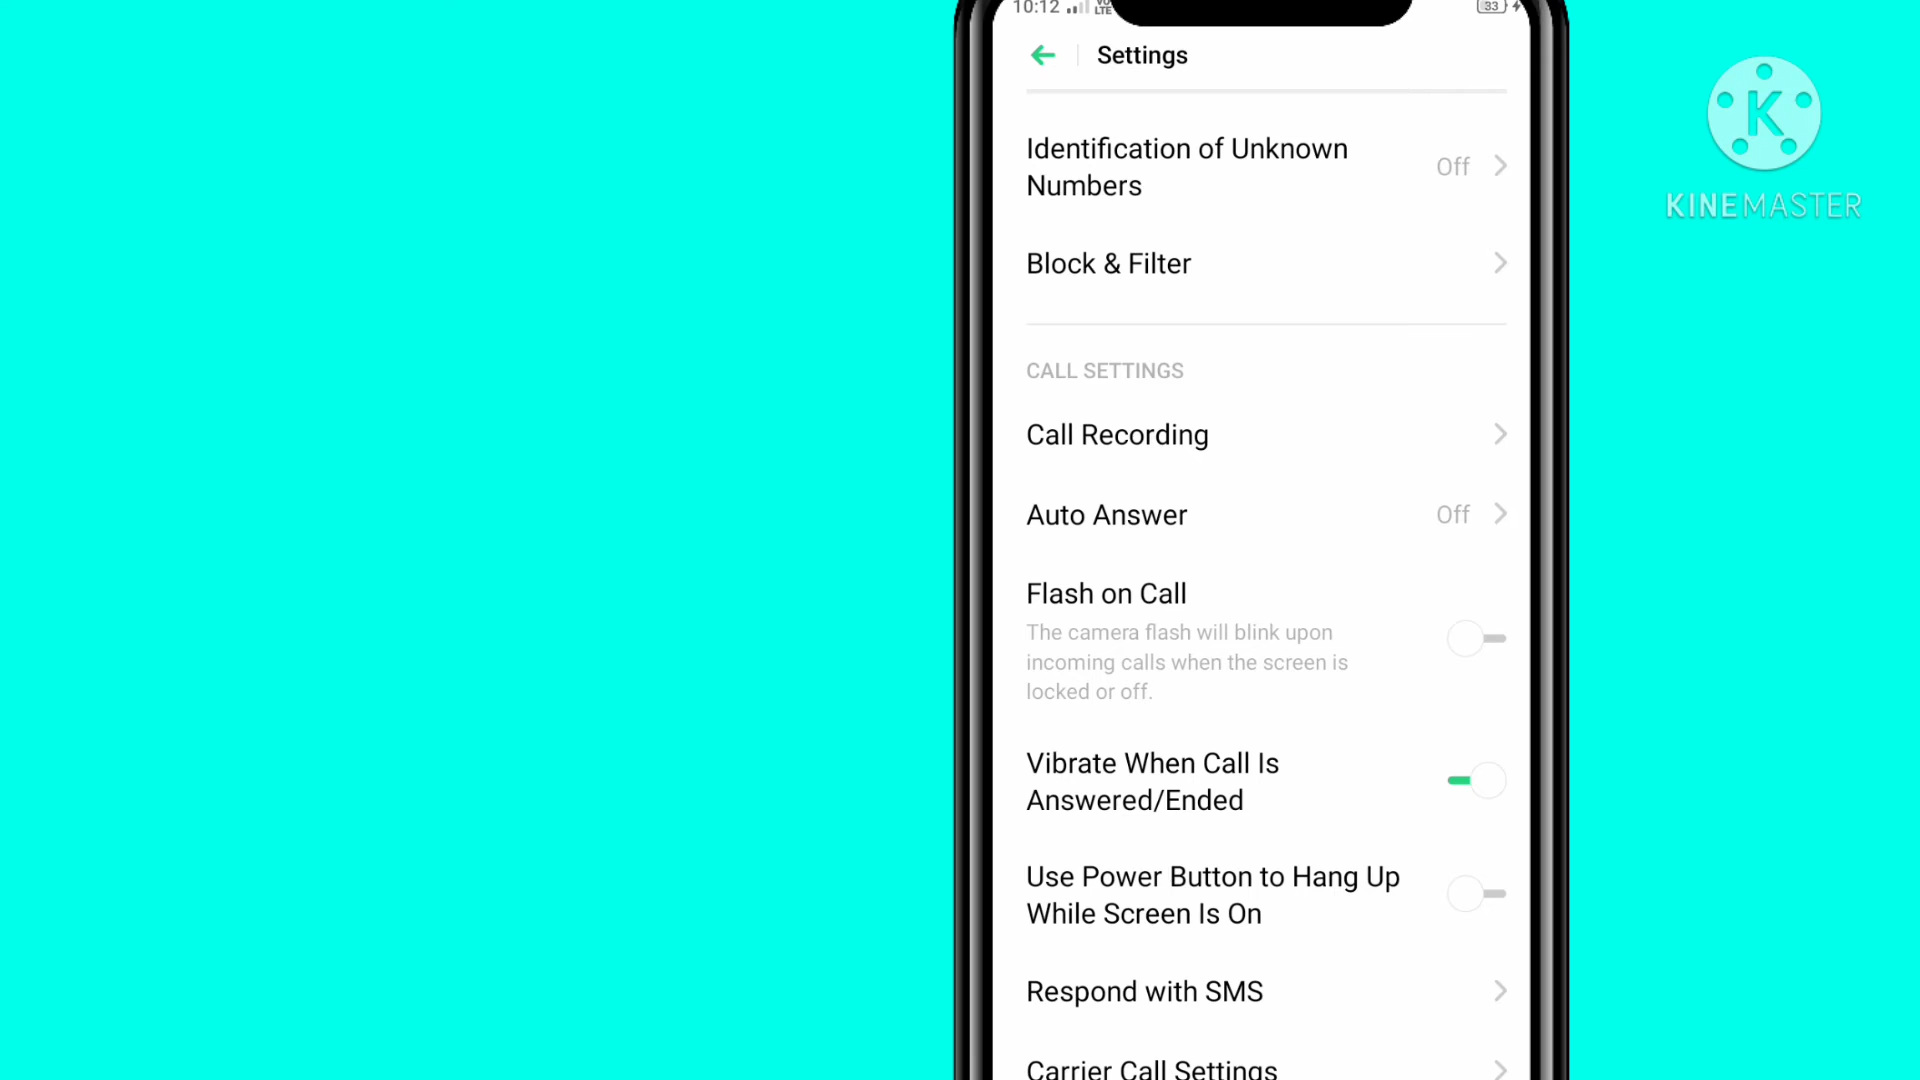 10:12
VO
LTE
33
Settings
Identification of Unknown
Numbers
Off
Block & Filter
CALL SETTINGS
Call Recording
Auto Answer
Off
Flash on Call
The camera flash will blink upon
incoming calls when the screen is
locked or off.
Vibrate When Call Is
Answered/Ended
Use Power Button to Hang Up
While Screen Is On
Respond with SMS
Carrier Call Settings
K
KINEMASTER